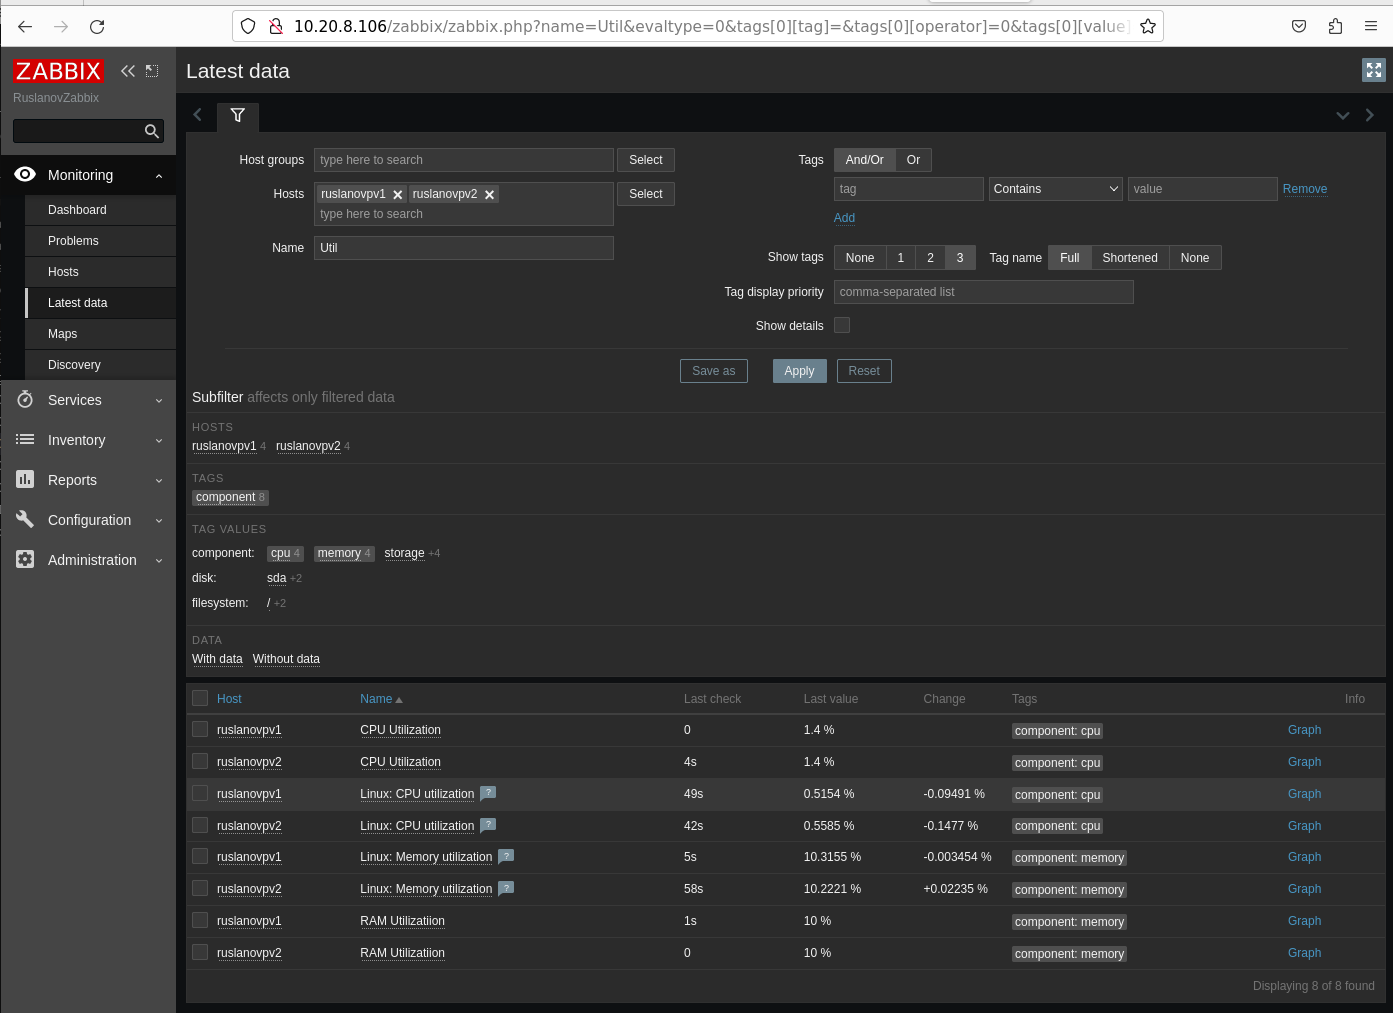 10.20.8.106/zabbix/zabbix.php?name=Util&evaltype=0&tags[0][tag]=&tags[0][operator]=0&tags[0][value]
ZABBIX
RuslanovZabbix
Monitoring
Dashboard
Problems
Hosts
Latest data
Maps
Discovery
Services
Inventory
Reports
Configuration
Administration
Latest data
Host groups type here to search Select
Hosts ruslanovpv1 ruslanovpv2 Select
type here to search
Name Util
Tags And/Or Or
tag Contains value Remove
Add
Show tags None 1 2 3 Tag name Full Shortened None
Tag display priority comma-separated list
Show details
Save as Apply Reset
Subfilter affects only filtered data
HOSTS
ruslanovpv1 4 ruslanovpv2 4
TAGS
component 8
TAG VALUES
component: cpu 4 memory 4 storage +4
disk: sda +2
filesystem: / +2
DATA
With data Without data
Host Name Last check Last value Change Tags Info
ruslanovpv1 CPU Utilization 0 1.4 % component: cpu Graph
ruslanovpv2 CPU Utilization 4s 1.4 % component: cpu Graph
ruslanovpv1 Linux: CPU utilization ? 49s 0.5154 % -0.09491 % component: cpu Graph
ruslanovpv2 Linux: CPU utilization ? 42s 0.5585 % -0.1477 % component: cpu Graph
ruslanovpv1 Linux: Memory utilization ? 5s 10.3155 % -0.003454 % component: memory Graph
ruslanovpv2 Linux: Memory utilization ? 58s 10.2221 % +0.02235 % component: memory Graph
ruslanovpv1 RAM Utilizatiion 1s 10 % component: memory Graph
ruslanovpv2 RAM Utilizatiion 0 10 % component: memory Graph
Displaying 8 of 8 found